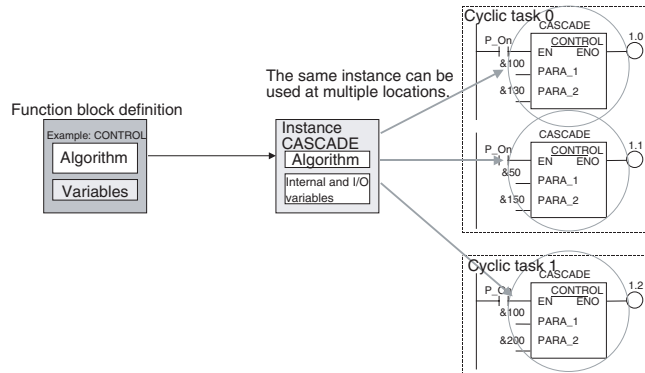 Function block definition
Example: CONTROL
Algorithm
Variables
The same instance can be
used at multiple locations.
Instance
CASCADE
Algorithm
Internal and I/O
variables
Cyclic task 0
CASCADE
P_On
CONTROL
1.0
EN ENO
&100
PARA_1
&130
PARA_2
CASCADE
P_On
CONTROL
1.1
EN ENO
&50
PARA_1
&150
PARA_2
Cyclic task 1
CASCADE
P_On
CONTROL
1.2
EN ENO
&100
PARA_1
&200
PARA_2